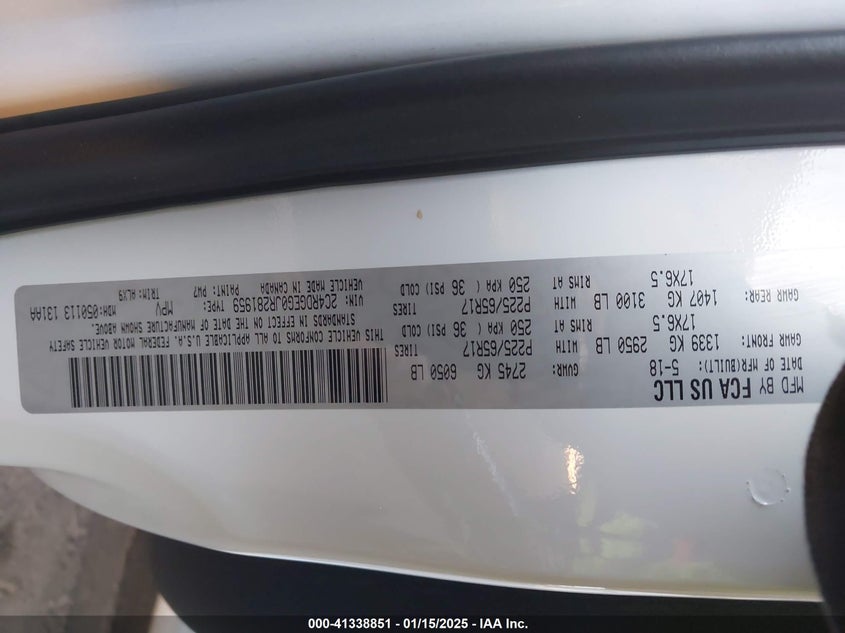 MFD BY FCA US LLC
DATE OF MFR(BUILT): 5-18
GVWR: 2745 KG 6050 LB
GAWR FRONT: 1339 KG 2950 LB
WITH TIRES P225/65R17
RIMS AT 17X6.5 250 KPA ( 36 PSI) COLD
GAWR REAR: 1407 KG 3100 LB
WITH TIRES P225/65R17
RIMS AT 17X6.5 250 KPA ( 36 PSI) COLD
THIS VEHICLE CONFORMS TO ALL APPLICABLE U.S.A. FEDERAL MOTOR VEHICLE SAFETY
STANDARDS IN EFFECT ON THE DATE OF MANUFACTURE SHOWN ABOVE.
VIN: 2C4RDGEG0JR281959 TYPE: MPV MDH:050113 131AA
VEHICLE MADE IN CANADA PAINT: PW7 TRIM: ALX9
000-41338851 - 01/15/2025 - IAA Inc.